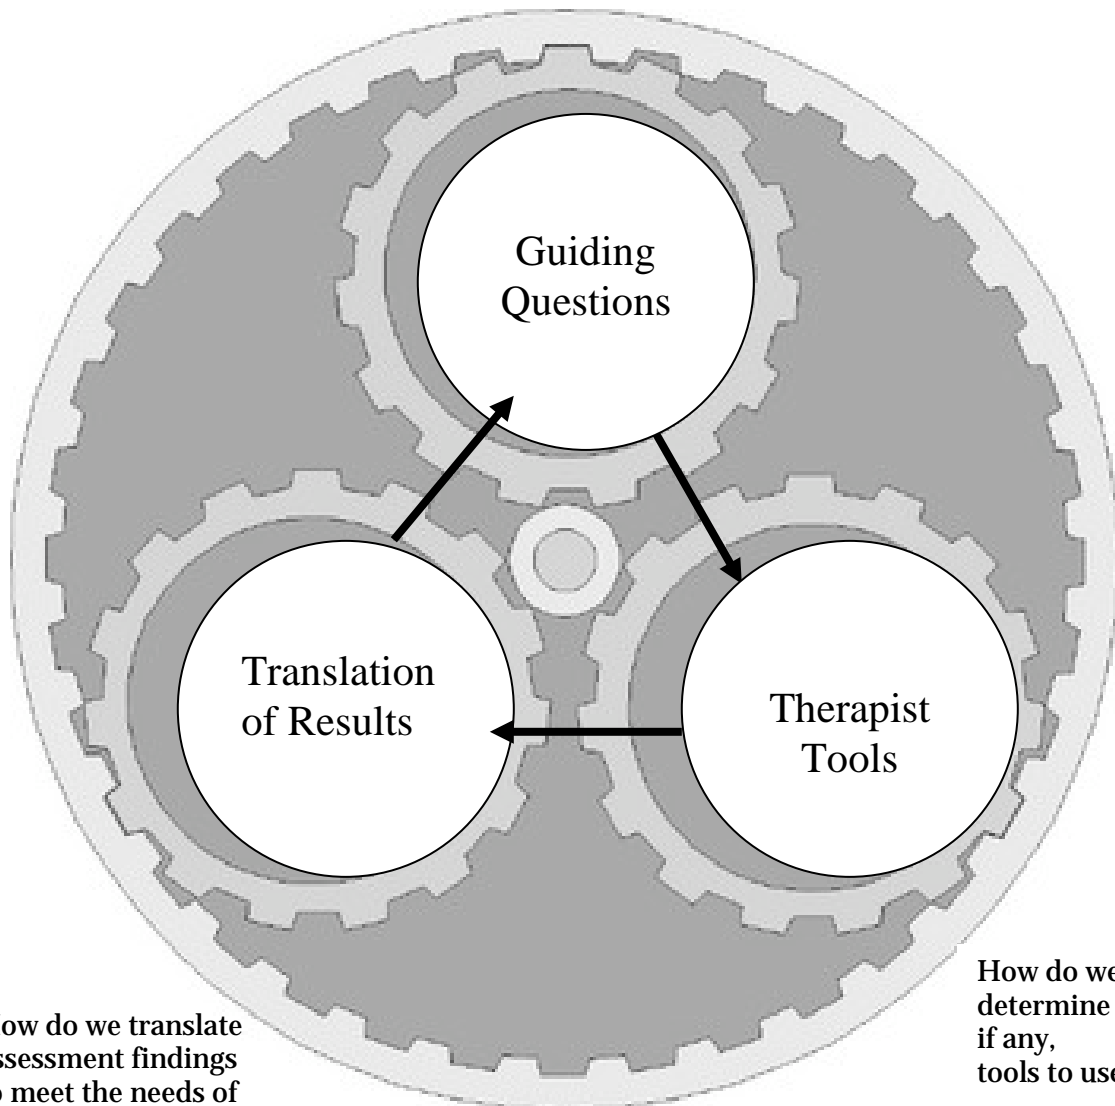 Guiding
Questions
Translation
of Results
Therapist
Tools
ow do we translate
ssessment findings
o meet the needs of
How do we
determine
if any,
tools to use